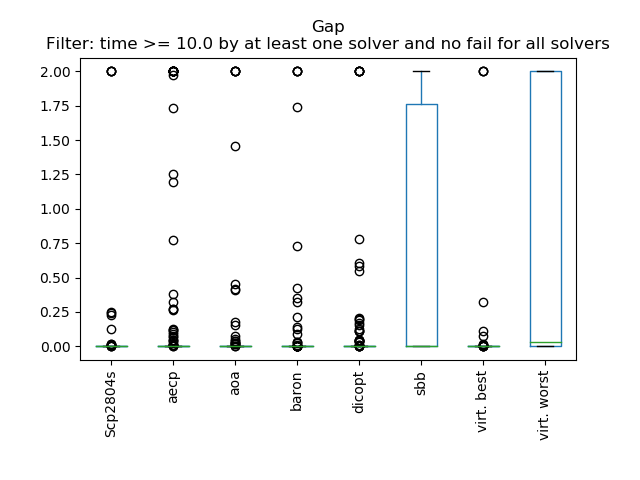 Gap
Filter: time >= 10.0 by at least one solver and no fail for all solvers
2.00
1.75
1.50
1.25
1.00
0.75
0.50
0.25
0.00
Scp2804s
aecp
aoa
baron
dicopt
sbb
virt. best
virt. worst